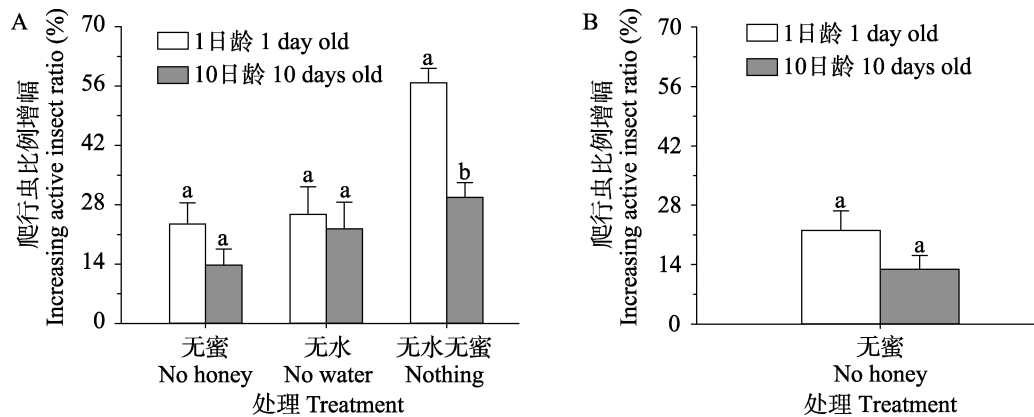 A
爬行虫比例增幅
Increasing active insect ratio (%)
70
56
42
28
14
0
1日龄 1 day old
10日龄 10 days old
a
a
a
a
a
b
无蜜
No honey
无水
No water
无水无蜜
Nothing
处理 Treatment
B
爬行虫比例增幅
Increasing active insect ratio (%)
70
56
42
28
14
0
1日龄 1 day old
10日龄 10 days old
a
a
无蜜
No honey
处理 Treatment